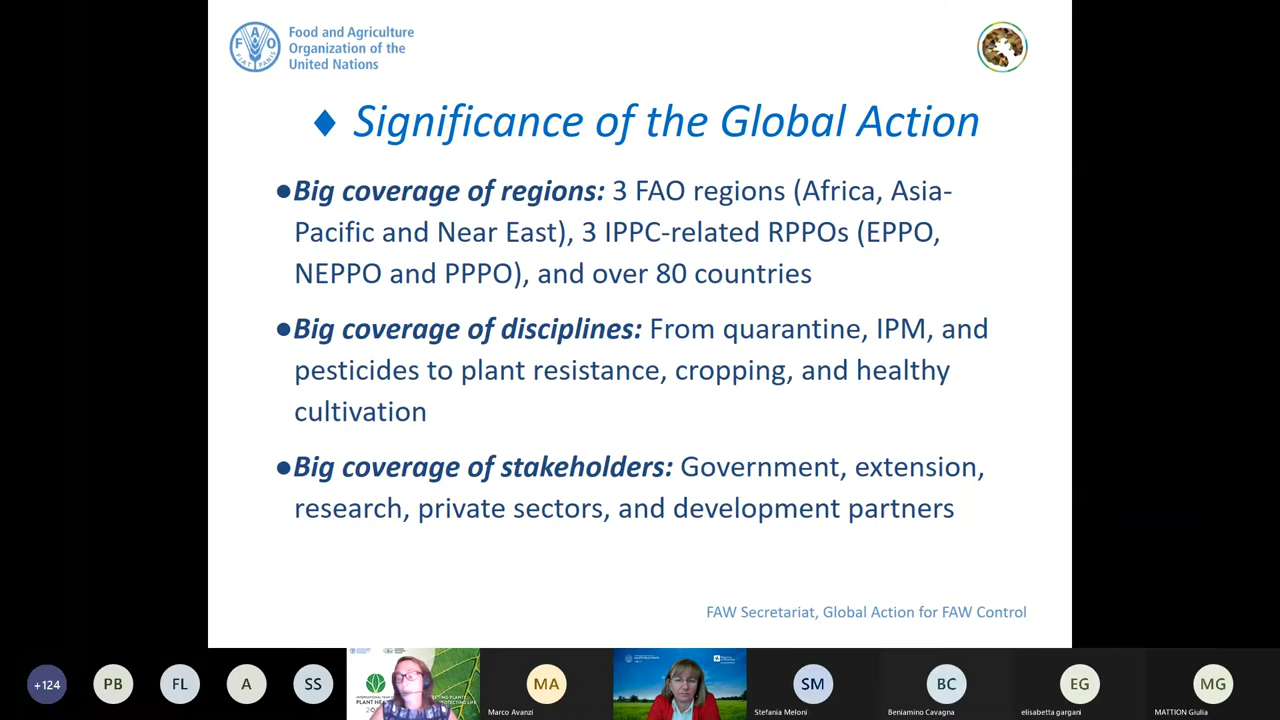 Food and Agriculture
Organization of the
United Nations
F A O
FIAT PANIS
♦ Significance of the Global Action
●Big coverage of regions: 3 FAO regions (Africa, Asia-
Pacific and Near East), 3 IPPC-related RPPOs (EPPO,
NEPPO and PPPO), and over 80 countries
●Big coverage of disciplines: From quarantine, IPM, and
pesticides to plant resistance, cropping, and healthy
cultivation
●Big coverage of stakeholders: Government, extension,
research, private sectors, and development partners
FAW Secretariat, Global Action for FAW Control
+124
PB
FL
A
SS
MA
Marco Avanzi
SM
Stefania Meloni
BC
Beniamino Cavagna
EG
elisabetta gargani
MG
MATTION Giulia